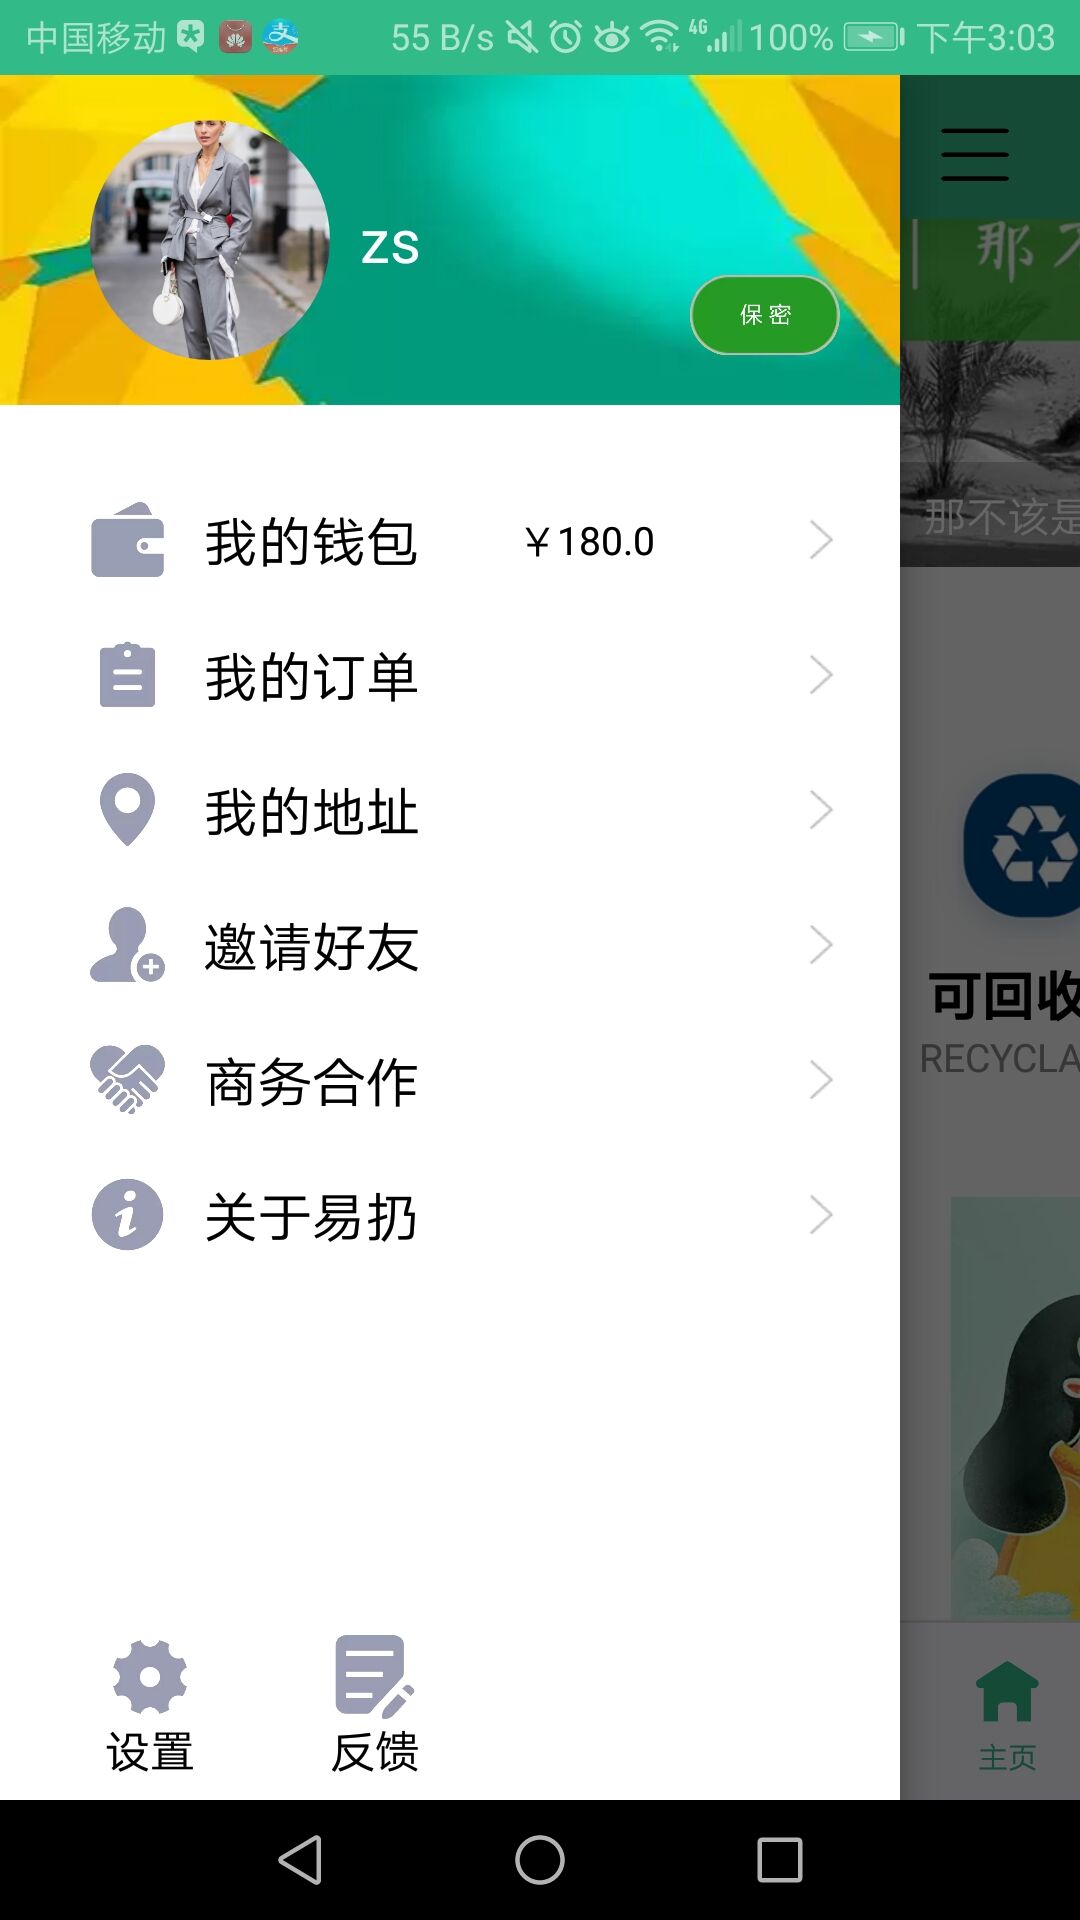 中国移动 55 B/s 4G 100% 下午3:03
zs
保密
那不
那不该是
我的钱包 ￥180.0
我的订单
我的地址
邀请好友
商务合作
关于易扔
可回收
RECYCLA
设置 反馈
主页